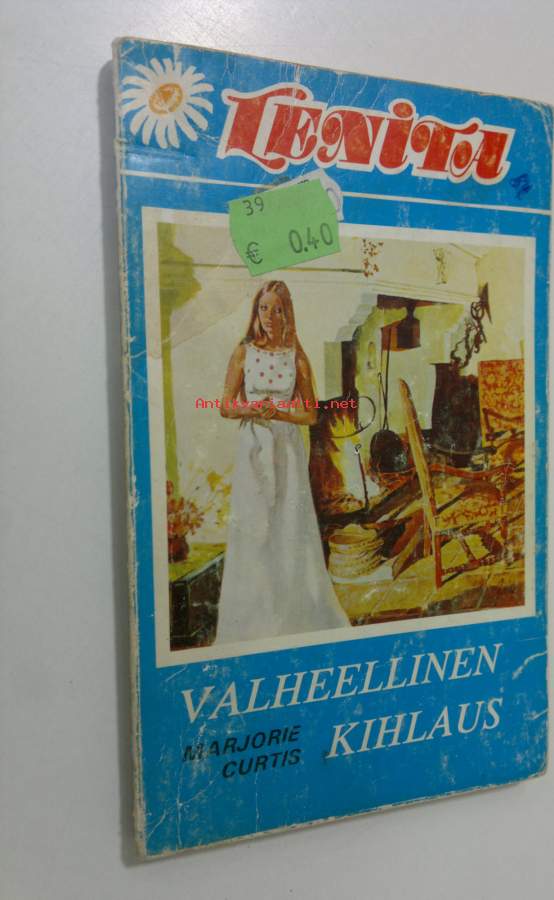 LENiTA
39
€ 0.40
Antikvariaatti.net
VALHEELLINEN
KIHLAUS
MARJORIE
CURTIS